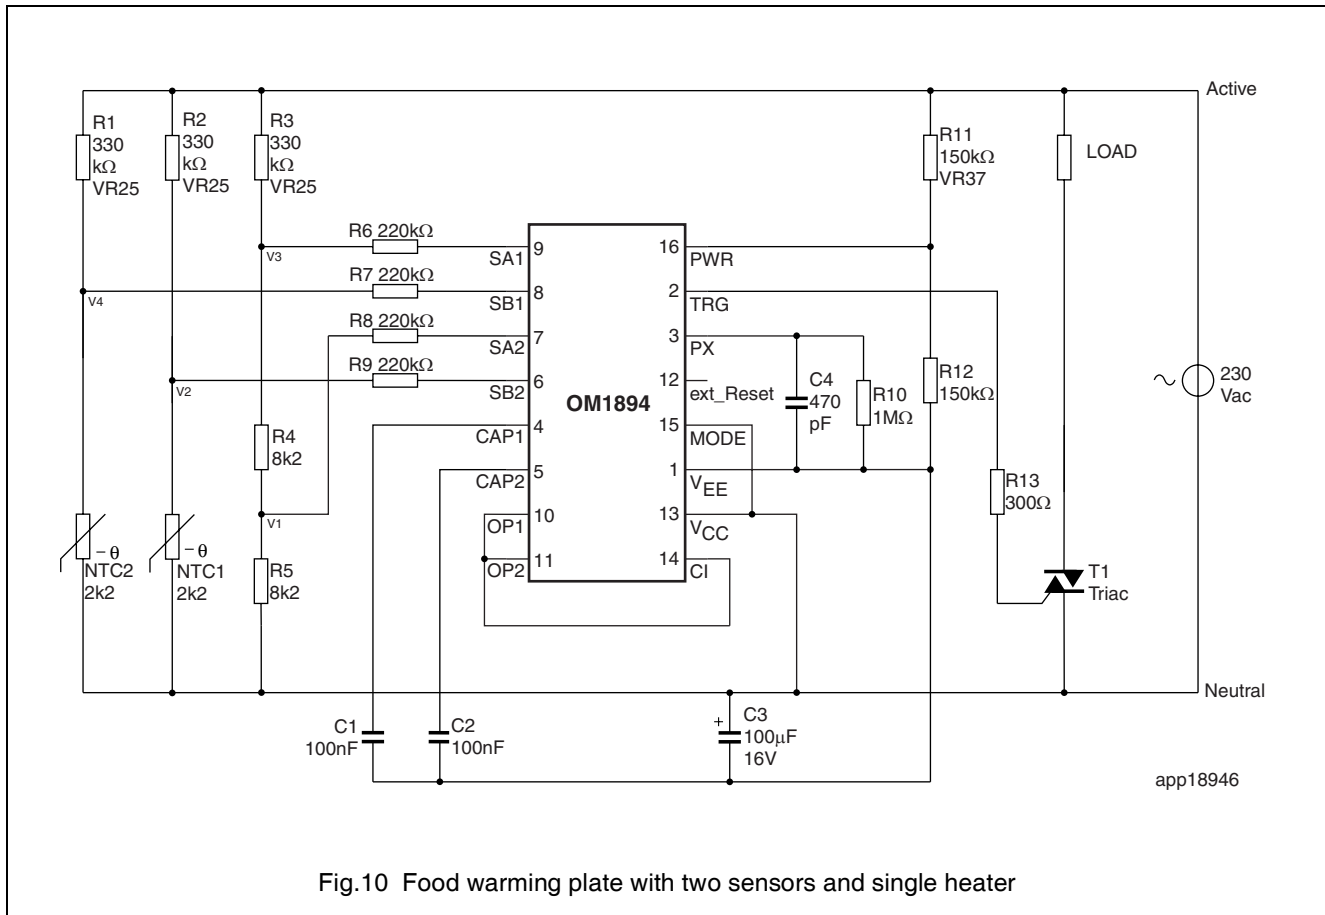 Active
R1
330
kΩ
VR25
R2
330
kΩ
VR25
R3
330
kΩ
VR25
R11
150kΩ
VR37
LOAD
R6 220kΩ
V3
9
SA1
16
PWR
R7 220kΩ
V4
8
SB1
2
TRG
R8 220kΩ
7
SA2
3
PX
R9 220kΩ
V2
6
SB2
12
ext_Reset
OM1894
C4
470
pF
R10
1MΩ
R12
150kΩ
~
230
Vac
4
CAP1
15
MODE
R4
8k2
5
CAP2
1
VEE
R13
300Ω
V1
10
OP1
13
VCC
11
OP2
14
CI
– θ
NTC2
2k2
– θ
NTC1
2k2
R5
8k2
T1
Triac
Neutral
C1
100nF
C2
100nF
+
C3
100μF
16V
app18946
Fig.10 Food warming plate with two sensors and single heater